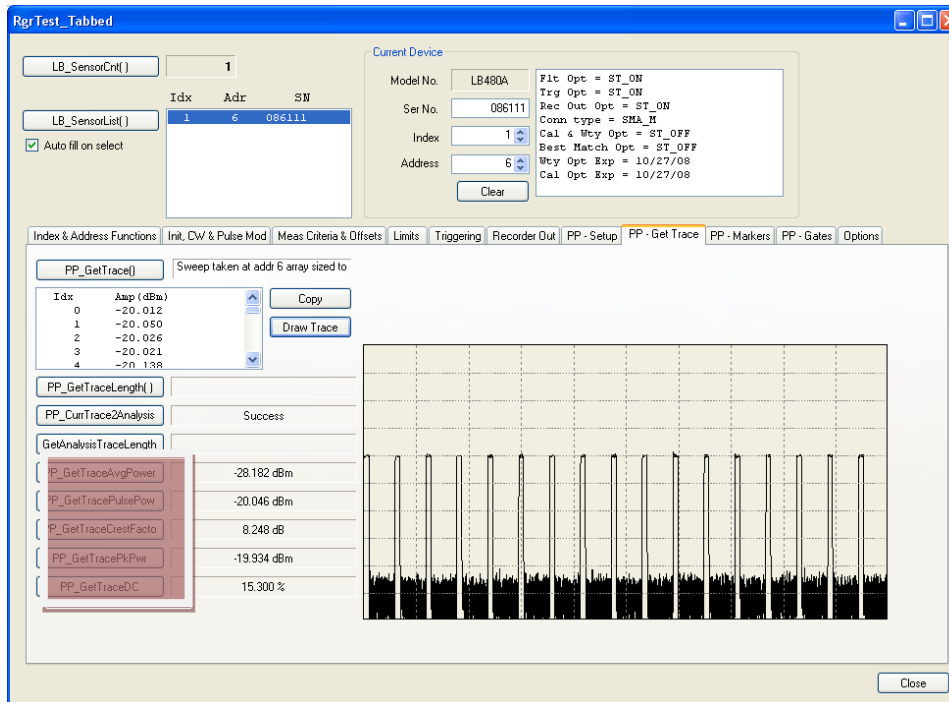 RgrTest_Tabbed
LB_SensorCnt( )
1
Idx Adr SN
LB_SensorList( )
1 6 086111
Auto fill on select
Current Device
Model No. LB480A
Ser No. 086111
Index 1
Address 6
Clear
Flt Opt = ST_ON
Trg Opt = ST_ON
Rec Out Opt = ST_ON
Conn type = SMA_M
Cal & Wty Opt = ST_OFF
Best Match Opt = ST_OFF
Wty Opt Exp = 10/27/08
Cal Opt Exp = 10/27/08
Index & Address Functions Init, CW & Pulse Mod Meas Criteria & Offsets Limits Triggering Recorder Out PP - Setup PP - Get Trace PP - Markers PP - Gates Options
PP_GetTrace() Sweep taken at addr 6 array sized to
Idx Amp(dBm)
0 -20.012
1 -20.050
2 -20.026
3 -20.021
4 -20.138
Copy
Draw Trace
PP_GetTraceLength( )
PP_CurrTrace2Analysis Success
GetAnalysisTraceLength
PP_GetTraceAvgPower -28.182 dBm
PP_GetTracePulsePow -20.046 dBm
PP_GetTraceCrestFacto 8.248 dB
PP_GetTracePkPwr -19.934 dBm
PP_GetTraceDC 15.300 %
Close